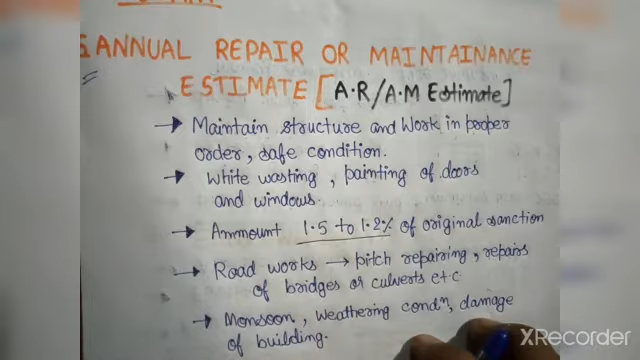 5. ANNUAL REPAIR OR MAINTAINANCE
ESTIMATE [A.R/A.M Estimate]
→ Maintain structure and work in proper
order, safe condition.
→ White wasting, painting of doors
and windows.
→ Ammount 1.5 to 1.2% of original sanction
→ Road works → pitch repairing, repairs
of bridges or culverts etc
→ Monsoon, weathering condⁿ, damage
of building.
XRecorder